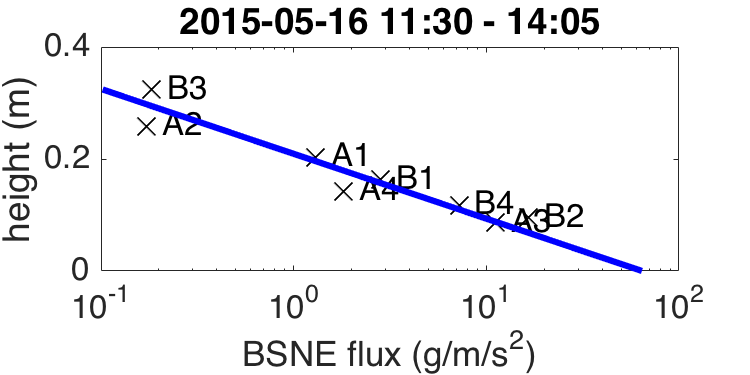 2015-05-16 11:30 - 14:05
0.4
0.2
0
height (m)
B3
A2
A1
B1
A4
B4
A3
B2
10^-1
10^0
10^1
10^2
BSNE flux (g/m/s^2)